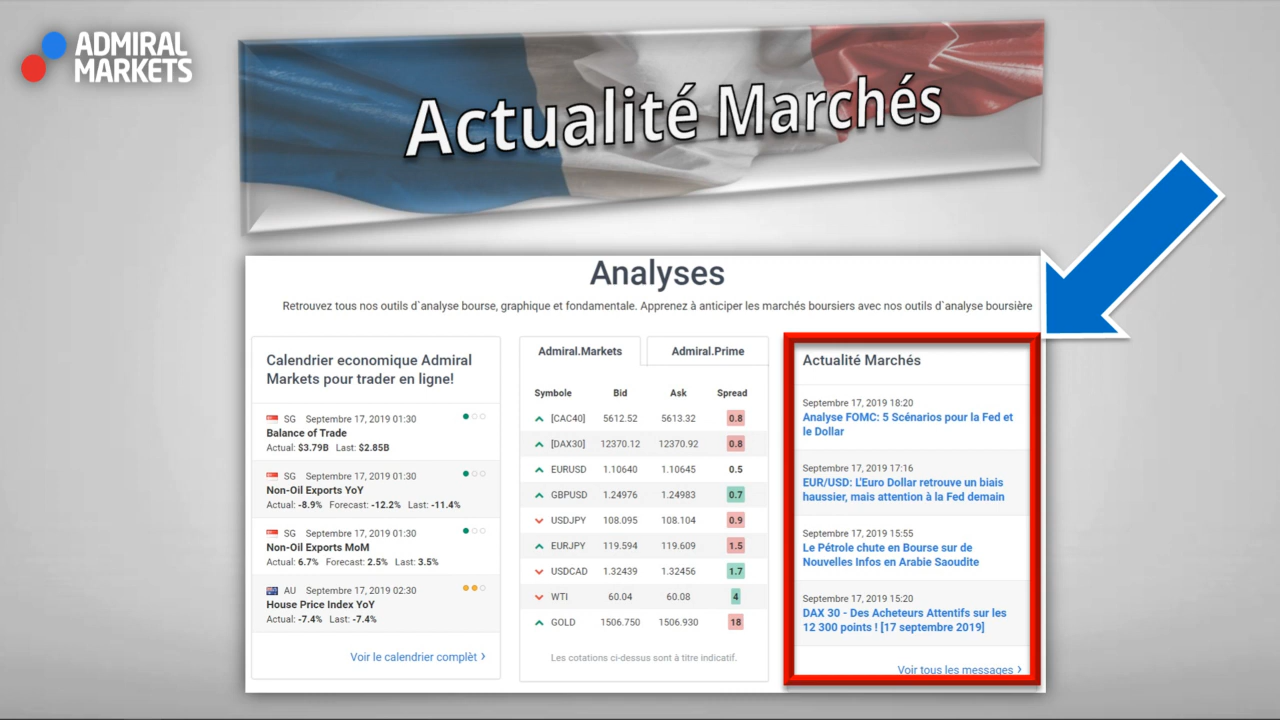 ADMIRAL
MARKETS
Actualité Marchés
Analyses
Retrouvez tous nos outils d`analyse bourse, graphique et fondamentale. Apprenez à anticiper les marchés boursiers avec nos outils d`analyse boursière
Calendrier economique Admiral
Markets pour trader en ligne!
SG Septembre 17, 2019 01:30
Balance of Trade
Actual: $3.79B Last: $2.85B
SG Septembre 17, 2019 01:30
Non-Oil Exports YoY
Actual: -8.9% Forecast: -12.2% Last: -11.4%
SG Septembre 17, 2019 01:30
Non-Oil Exports MoM
Actual: 6.7% Forecast: 2.5% Last: 3.5%
AU Septembre 17, 2019 02:30
House Price Index YoY
Actual: -7.4% Last: -7.4%
Voir le calendrier complèt ›
Admiral.Markets Admiral.Prime
Symbole Bid Ask Spread
[CAC40] 5612.52 5613.32 0.8
[DAX30] 12370.12 12370.92 0.8
EURUSD 1.10640 1.10645 0.5
GBPUSD 1.24976 1.24983 0.7
USDJPY 108.095 108.104 0.9
EURJPY 119.594 119.609 1.5
USDCAD 1.32439 1.32456 1.7
WTI 60.04 60.08 4
GOLD 1506.750 1506.930 18
Les cotations ci-dessus sont à titre indicatif.
Actualité Marchés
Septembre 17, 2019 18:20
Analyse FOMC: 5 Scénarios pour la Fed et
le Dollar
Septembre 17, 2019 17:16
EUR/USD: L'Euro Dollar retrouve un biais
haussier, mais attention à la Fed demain
Septembre 17, 2019 15:55
Le Pétrole chute en Bourse sur de
Nouvelles Infos en Arabie Saoudite
Septembre 17, 2019 15:20
DAX 30 - Des Acheteurs Attentifs sur les
12 300 points ! [17 septembre 2019]
Voir tous les messages ›